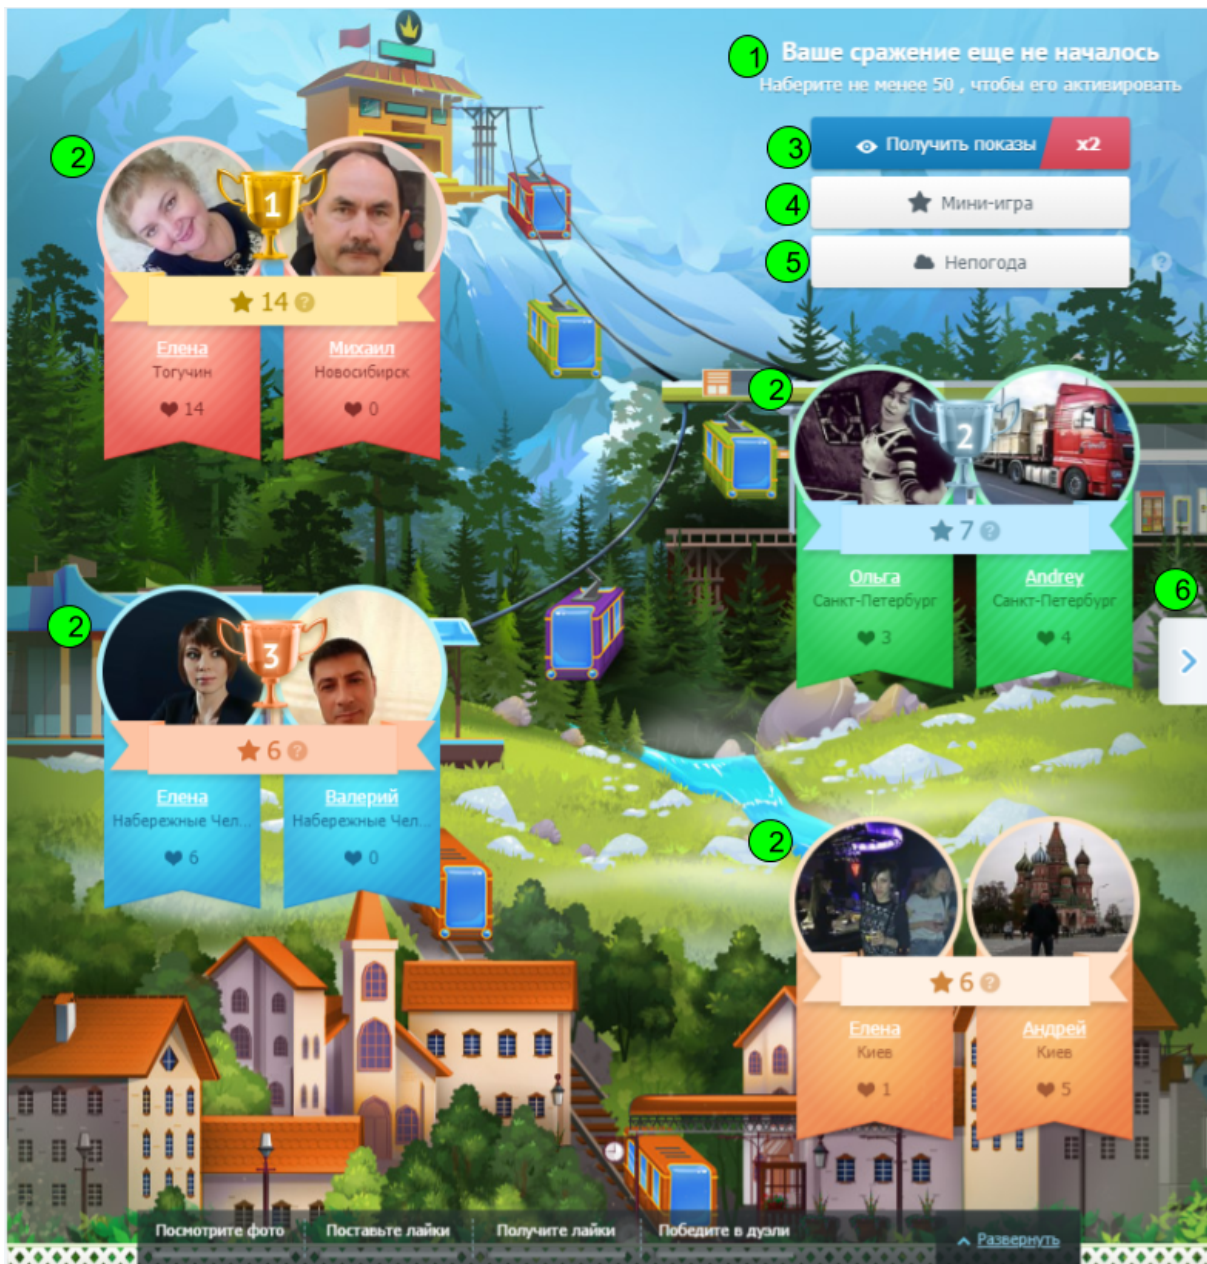 1 Ваше сражение еще не началось
Наберите не менее 50 , чтобы его активировать
3 Получить показы x2
4 Мини-игра
5 Непогода ?
2
1
14 ?
Елена Михаил
Тогучин Новосибирск
14 0
2
2
7 ?
Ольга Andrey
Санкт-Петербург Санкт-Петербург
3 4
6
2
3
6 ?
Елена Валерий
Набережные Чел... Набережные Чел...
6 0
2
6 ?
Елена Андрей
Киев Киев
1 5
Посмотрите фото Поставьте лайки Получите лайки Победите в дуэли Развернуть